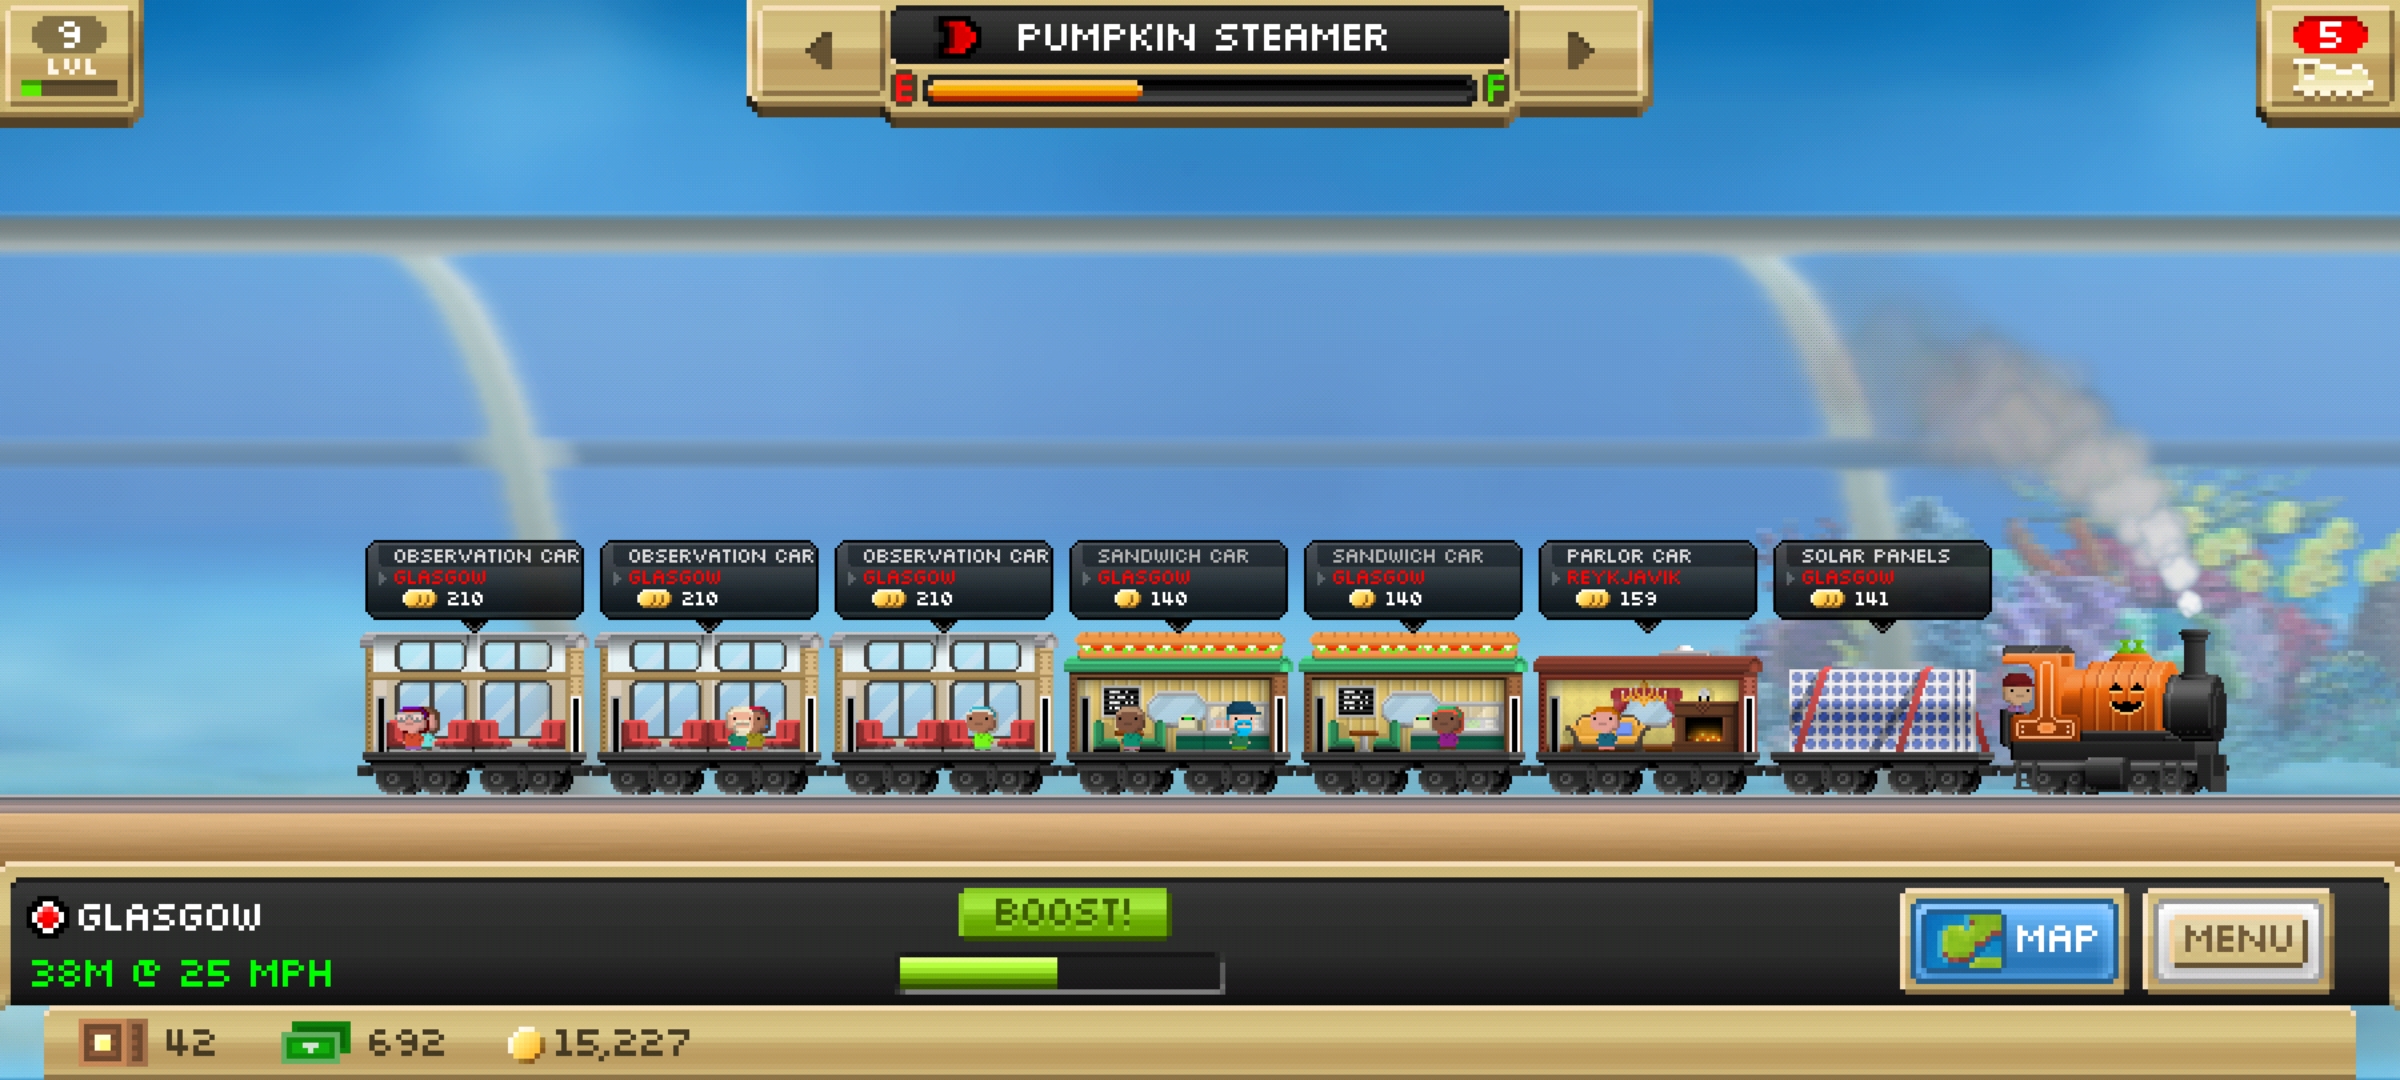 9
LVL
PUMPKIN STEAMER
E
F
5
OBSERVATION CAR
GLASGOW
210
OBSERVATION CAR
GLASGOW
210
OBSERVATION CAR
GLASGOW
210
SANDWICH CAR
GLASGOW
140
SANDWICH CAR
GLASGOW
140
PARLOR CAR
REYKJAVIK
159
SOLAR PANELS
GLASGOW
141
GLASGOW
38M @ 25 MPH
BOOST!
MAP
MENU
42
692
15,227